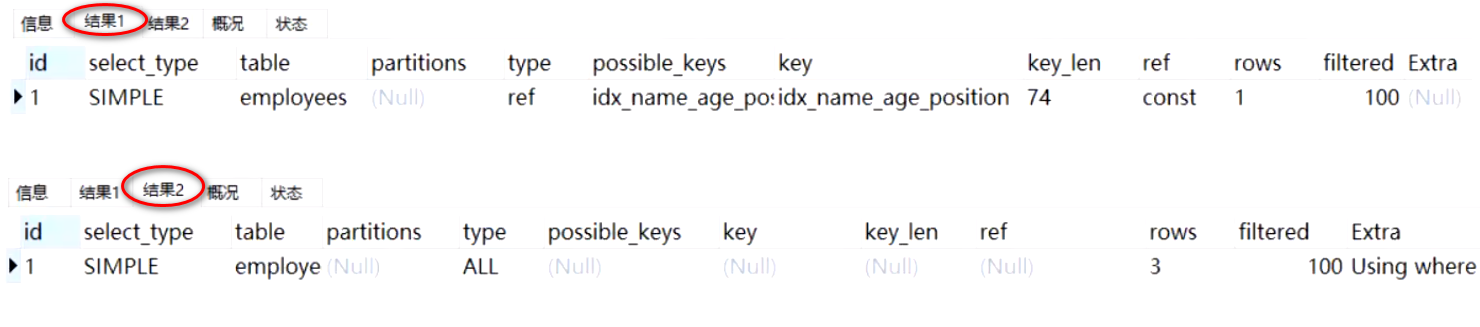 信息 结果1 结果2 概况 状态
id select_type table partitions type possible_keys key key_len ref rows filtered Extra
1 SIMPLE employees (Null) ref idx_name_age_pos idx_name_age_position 74 const 1 100 (Null)
信息 结果1 结果2 概况 状态
id select_type table partitions type possible_keys key key_len ref rows filtered Extra
1 SIMPLE employe (Null) ALL (Null) (Null) (Null) (Null) 3 100 Using where